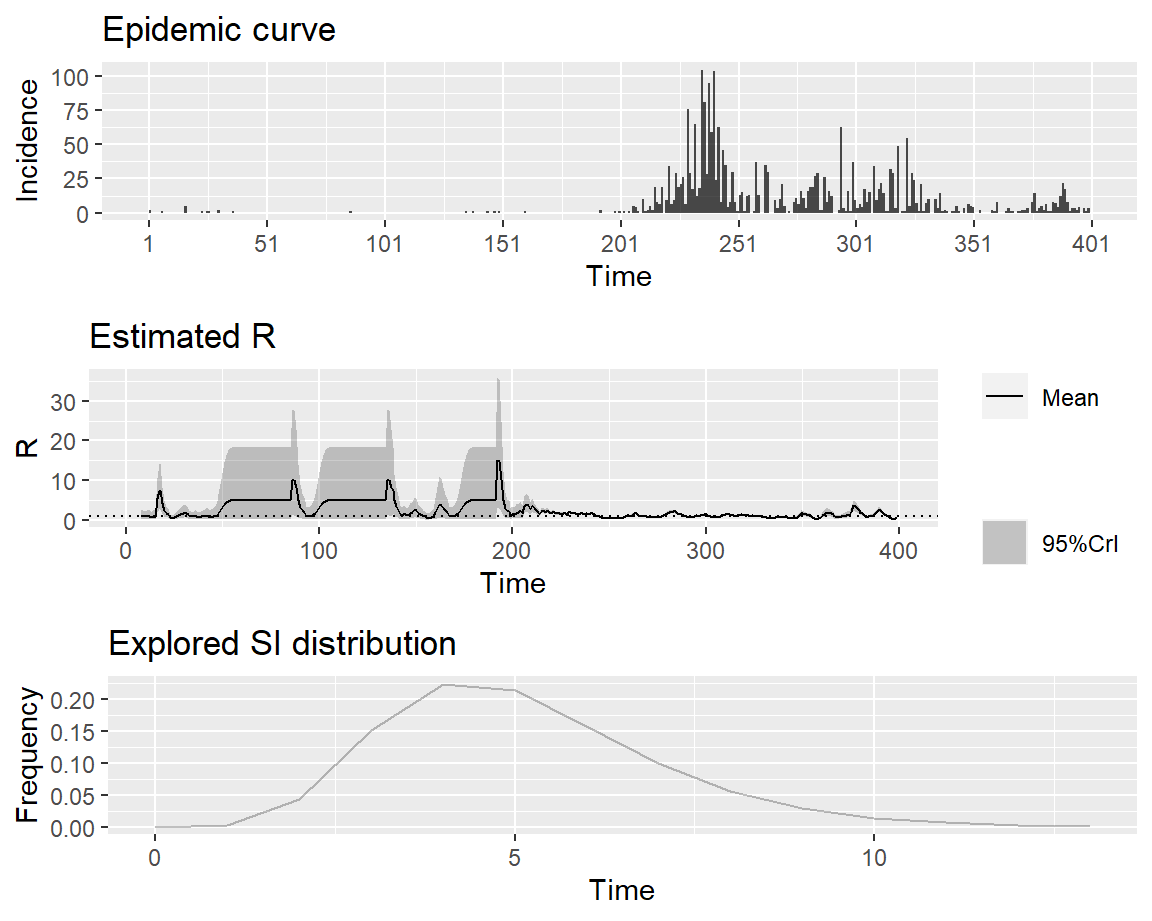 Epidemic curve
Incidence
100
75
50
25
0
1 51 101 151 201 251 301 351 401
Time
Estimated R
R
30
20
10
0
0 100 200 300 400
Time
Mean
95%CrI
Explored SI distribution
Frequency
0.20
0.15
0.10
0.05
0.00
0 5 10
Time